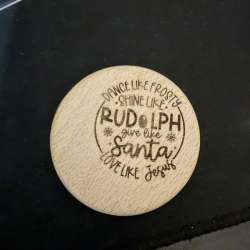 DANCE LIKE FROSTY
SHINE LIKE
RUDOLPH
give like
Santa
LOVE LIKE Jesus